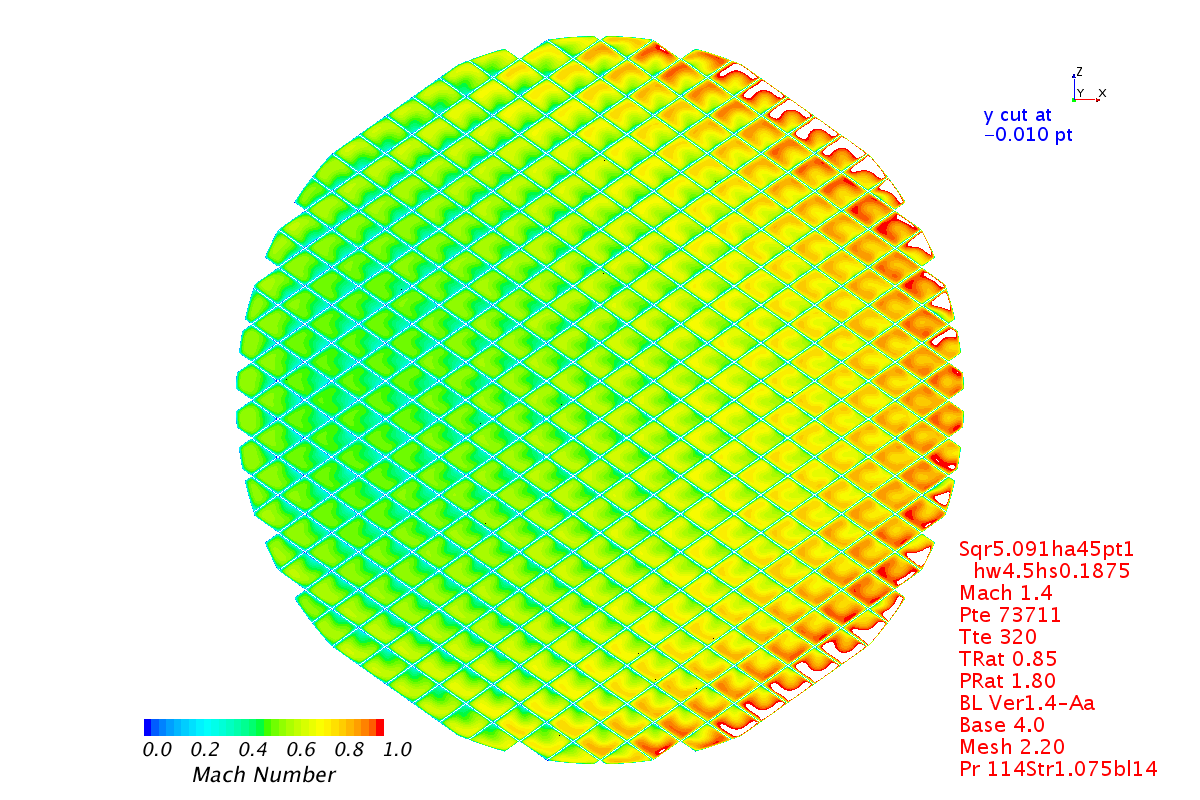 Z
Y X
y cut at
−0.010 pt
Sqr5.091ha45pt1
hw4.5hs0.1875
Mach 1.4
Pte 73711
Tte 320
TRat 0.85
PRat 1.80
BL Ver1.4−Aa
Base 4.0
Mesh 2.20
Pr 114Str1.075bl14
0.0 0.2 0.4 0.6 0.8 1.0
Mach Number